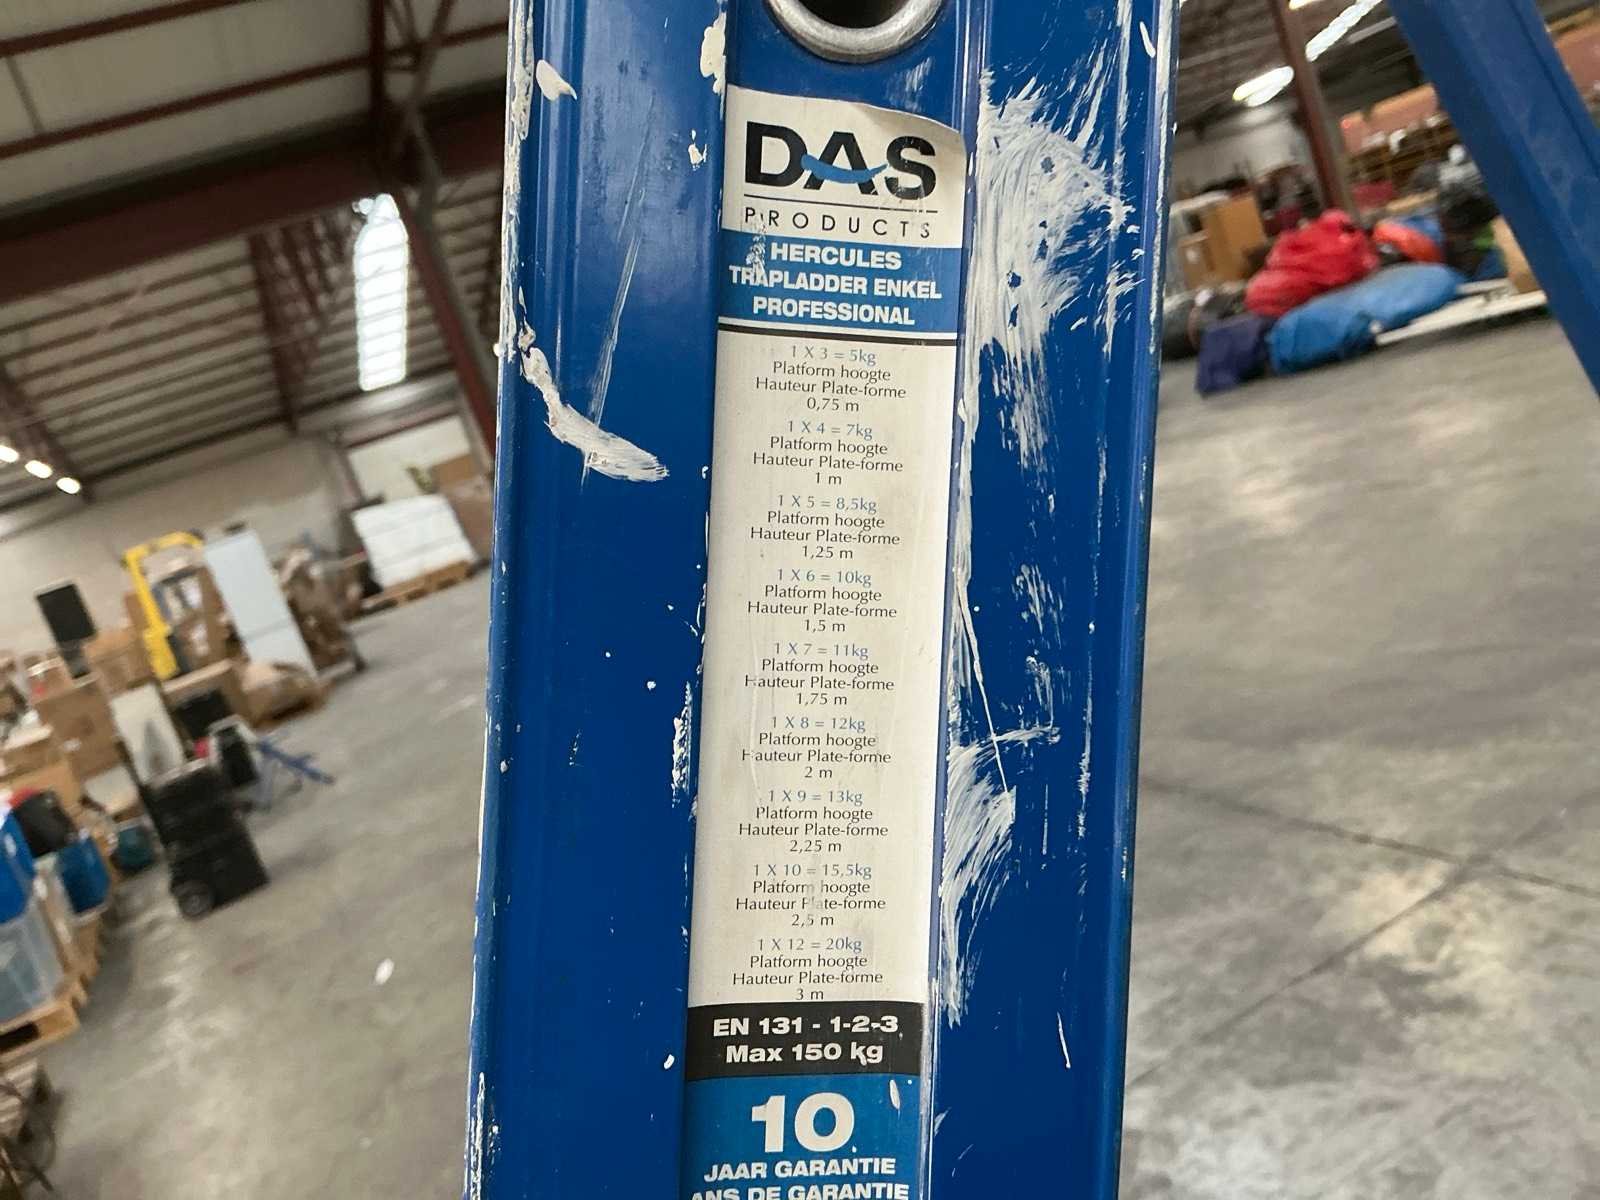 DAS
PRODUCTS
HERCULES
TRAPLADDER ENKEL
PROFESSIONAL
1 X 3 = 5kg
Platform hoogte
Hauteur Plate-forme
0,75 m
1 X 4 = 7kg
Platform hoogte
Hauteur Plate-forme
1 m
1 X 5 = 8,5kg
Platform hoogte
Hauteur Plate-forme
1,25 m
1 X 6 = 10kg
Platform hoogte
Hauteur Plate-forme
1,5 m
1 X 7 = 11kg
Platform hoogte
Hauteur Plate-forme
1,75 m
1 X 8 = 12kg
Platform hoogte
Hauteur Plate-forme
2 m
1 X 9 = 13kg
Platform hoogte
Hauteur Plate-forme
2,25 m
1 X 10 = 15,5kg
Platform hoogte
Hauteur Plate-forme
2,5 m
1 X 12 = 20kg
Platform hoogte
Hauteur Plate-forme
3 m
EN 131 - 1-2-3
Max 150 kg
10
JAAR GARANTIE
ANS DE GARANTIE